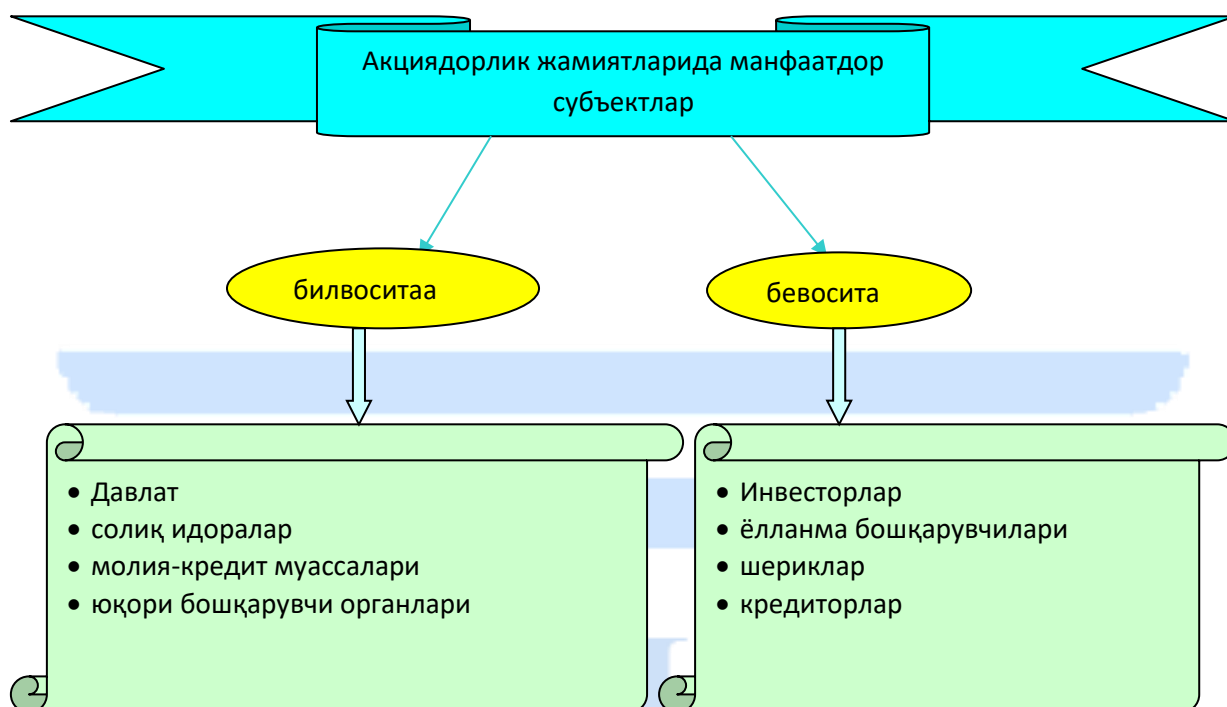 Акциядорлик жамиятларида манфаатдор
субъектлар
билвоситаа
бевосита
• Давлат
• солиқ идоралар
• молия-кредит муассалари
• юқори бошқарувчи органлари
• Инвесторлар
• ёлланма бошқарувчилари
• шериклар
• кредиторлар